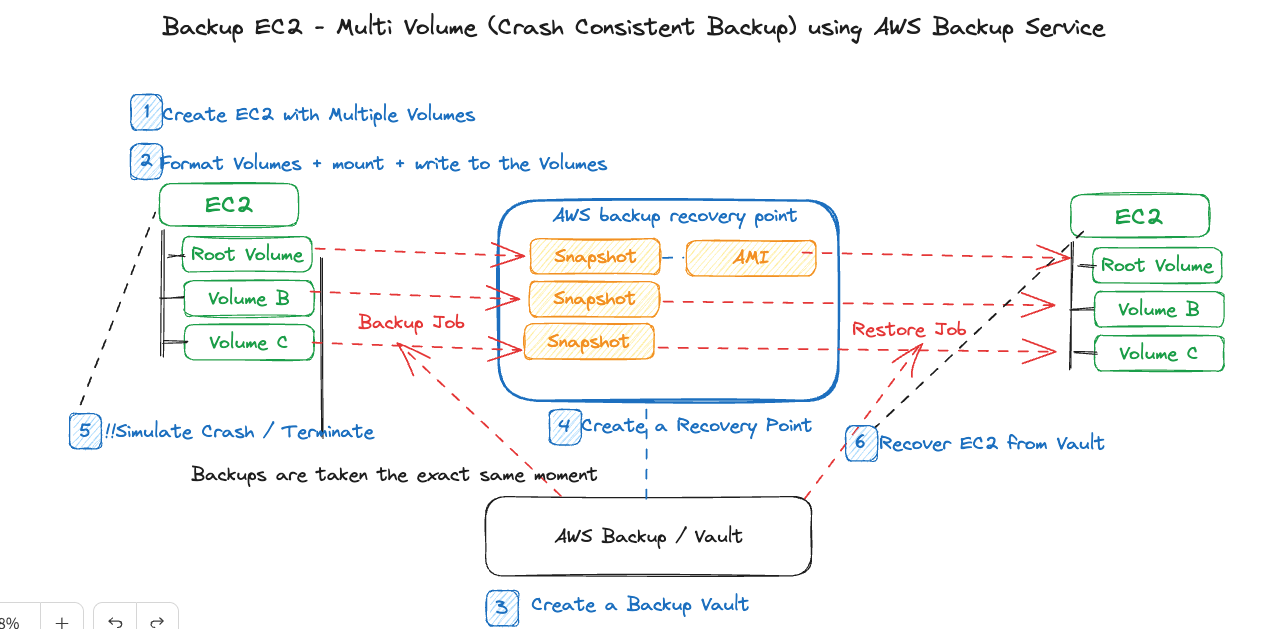 Backup EC2 - Multi Volume (Crash Consistent Backup) using AWS Backup Service
1 Create EC2 with Multiple Volumes
2 Format Volumes + mount + write to the Volumes
EC2
Root Volume
Volume B
Volume C
Backup Job
AWS backup recovery point
Snapshot
AMI
Snapshot
Snapshot
Restore Job
EC2
Root Volume
Volume B
Volume C
5 !!Simulate Crash / Terminate
4 Create a Recovery Point
6 Recover EC2 from Vault
Backups are taken the exact same moment
AWS Backup / Vault
3 Create a Backup Vault
8%